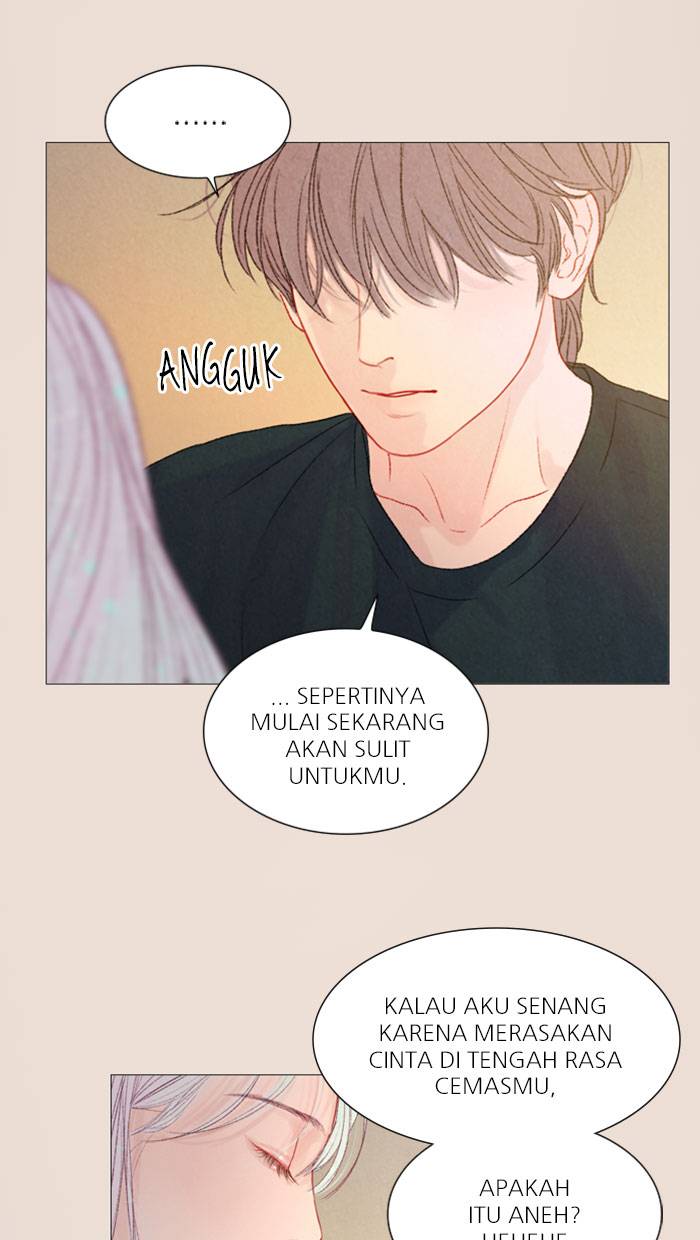 ......
ANGGUK
... SEPERTINYA
MULAI SEKARANG
AKAN SULIT
UNTUKMU.
KALAU AKU SENANG
KARENA MERASAKAN
CINTA DI TENGAH RASA
CEMASMU,
APAKAH
ITU ANEH?